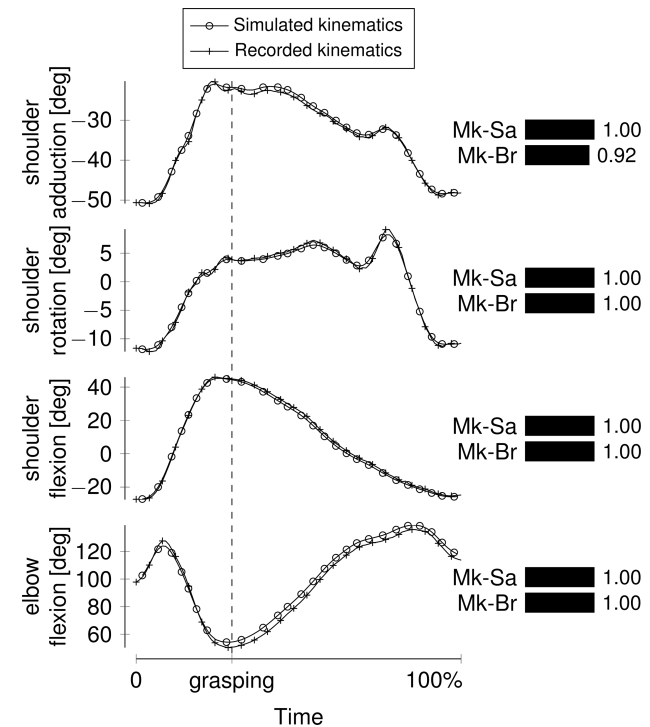 Simulated kinematics
Recorded kinematics
shoulder
adduction [deg]
−30
−40
−50
Mk-Sa 1.00
Mk-Br 0.92
shoulder
rotation [deg]
5
0
−5
−10
Mk-Sa 1.00
Mk-Br 1.00
shoulder
flexion [deg]
40
20
0
−20
Mk-Sa 1.00
Mk-Br 1.00
elbow
flexion [deg]
120
100
80
60
Mk-Sa 1.00
Mk-Br 1.00
0 grasping 100%
Time